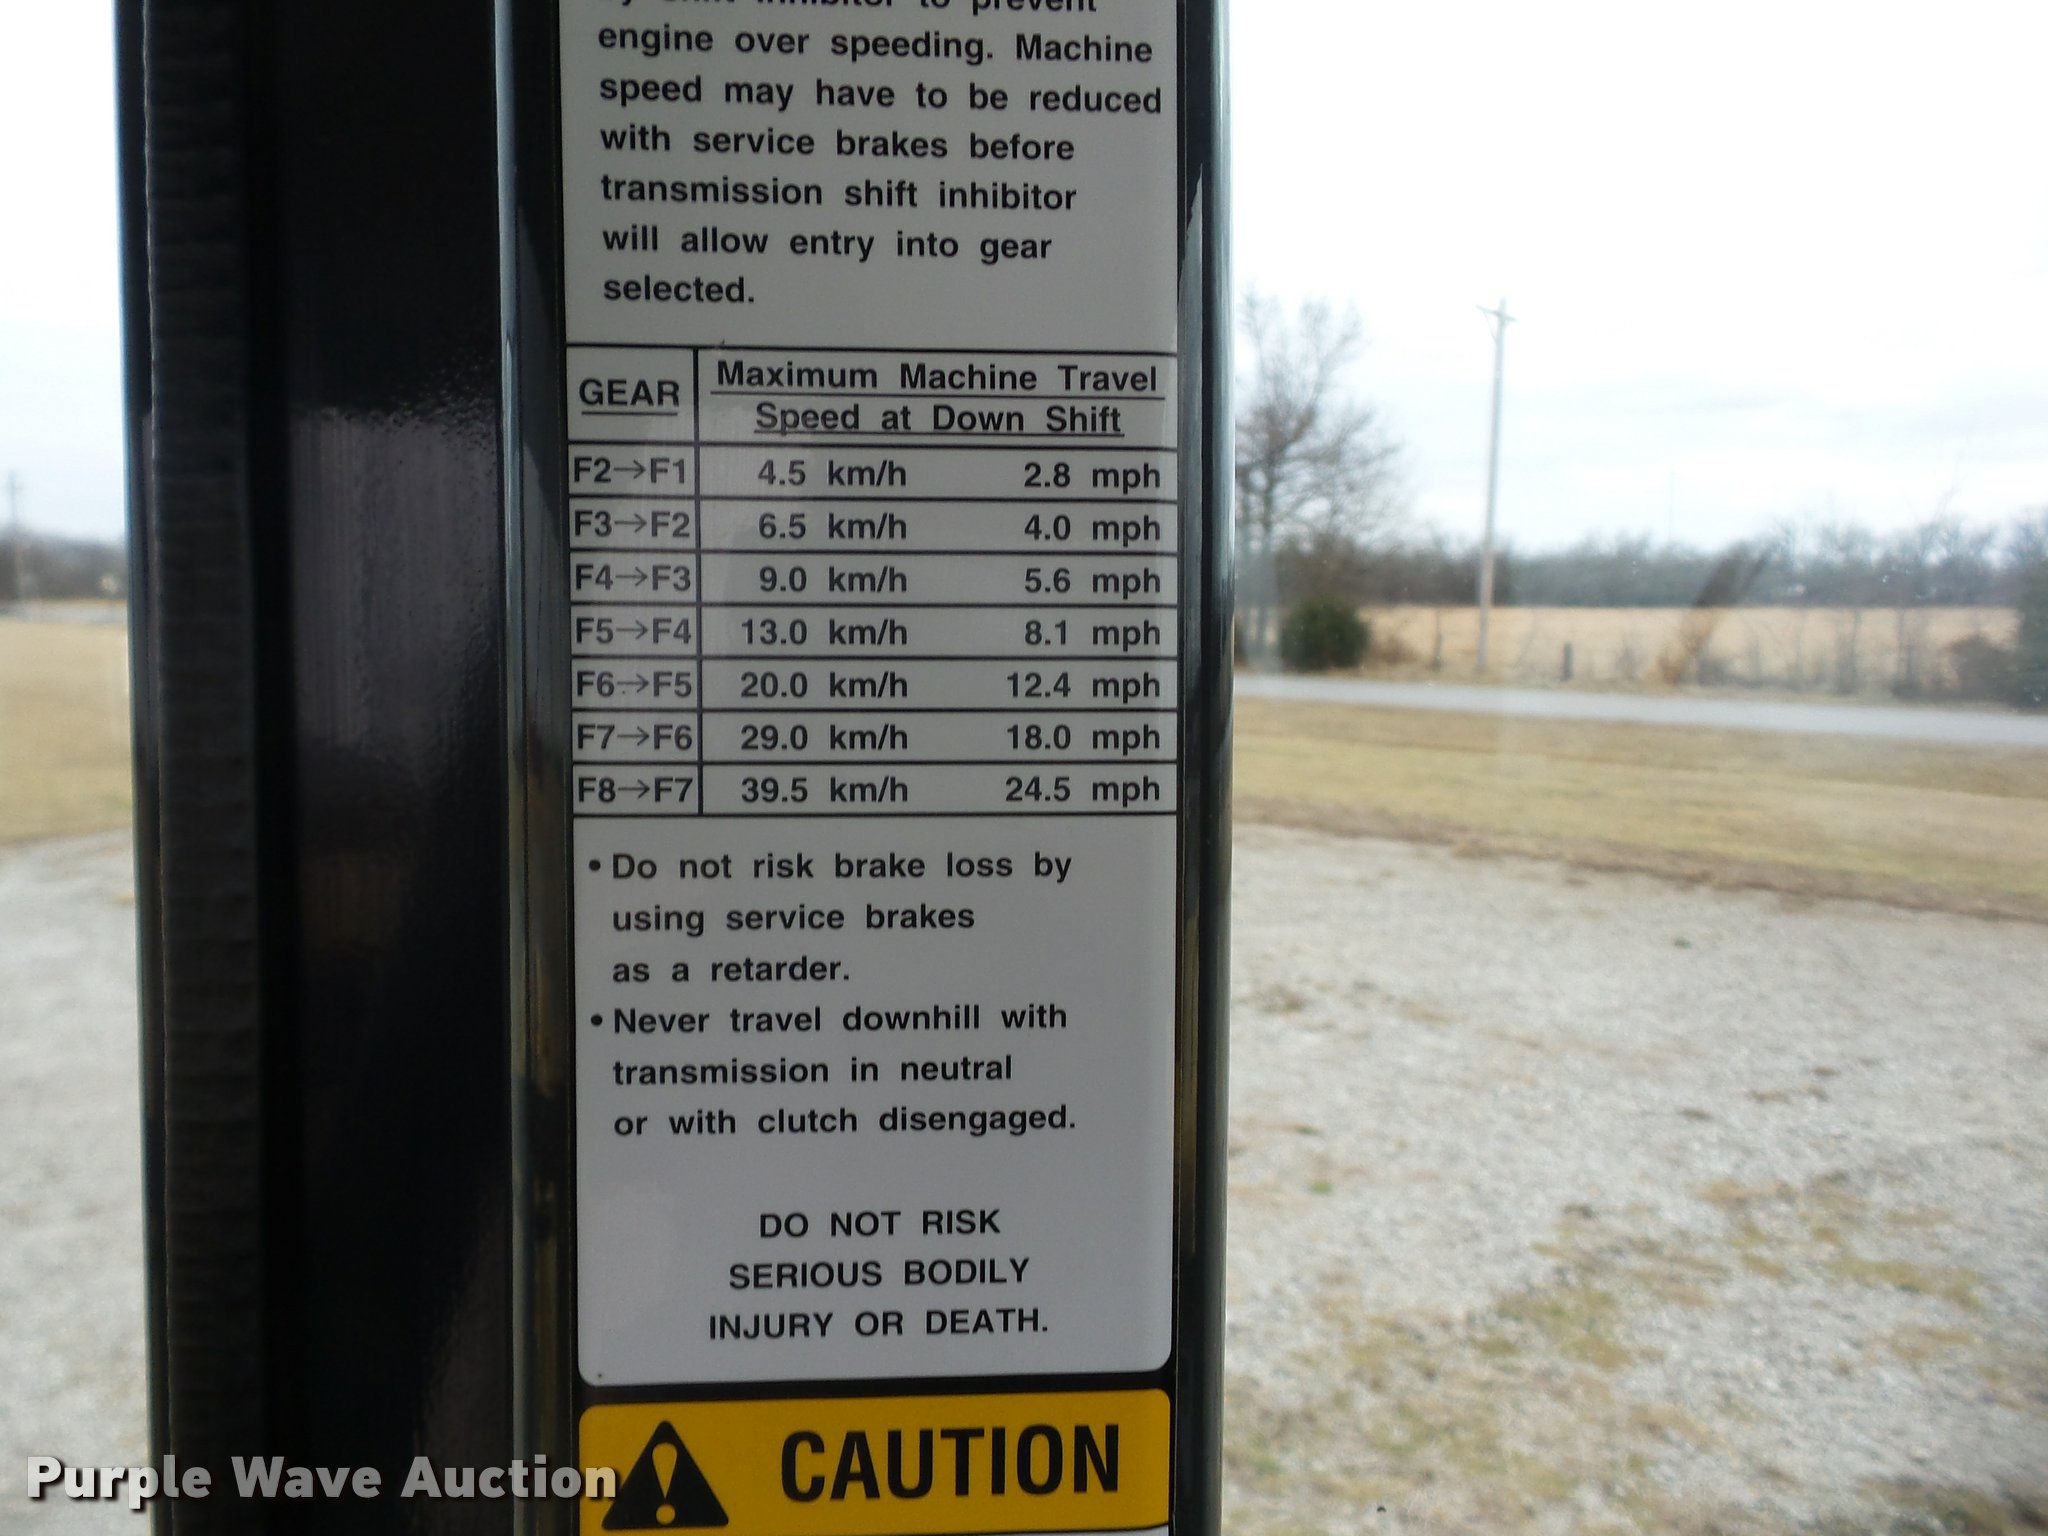 by shift inhibitor to prevent
engine over speeding. Machine
speed may have to be reduced
with service brakes before
transmission shift inhibitor
will allow entry into gear
selected.
GEAR Maximum Machine Travel
Speed at Down Shift
F2→F1 4.5 km/h 2.8 mph
F3→F2 6.5 km/h 4.0 mph
F4→F3 9.0 km/h 5.6 mph
F5→F4 13.0 km/h 8.1 mph
F6→F5 20.0 km/h 12.4 mph
F7→F6 29.0 km/h 18.0 mph
F8→F7 39.5 km/h 24.5 mph
• Do not risk brake loss by
using service brakes
as a retarder.
• Never travel downhill with
transmission in neutral
or with clutch disengaged.
DO NOT RISK
SERIOUS BODILY
INJURY OR DEATH.
CAUTION
Purple Wave Auction